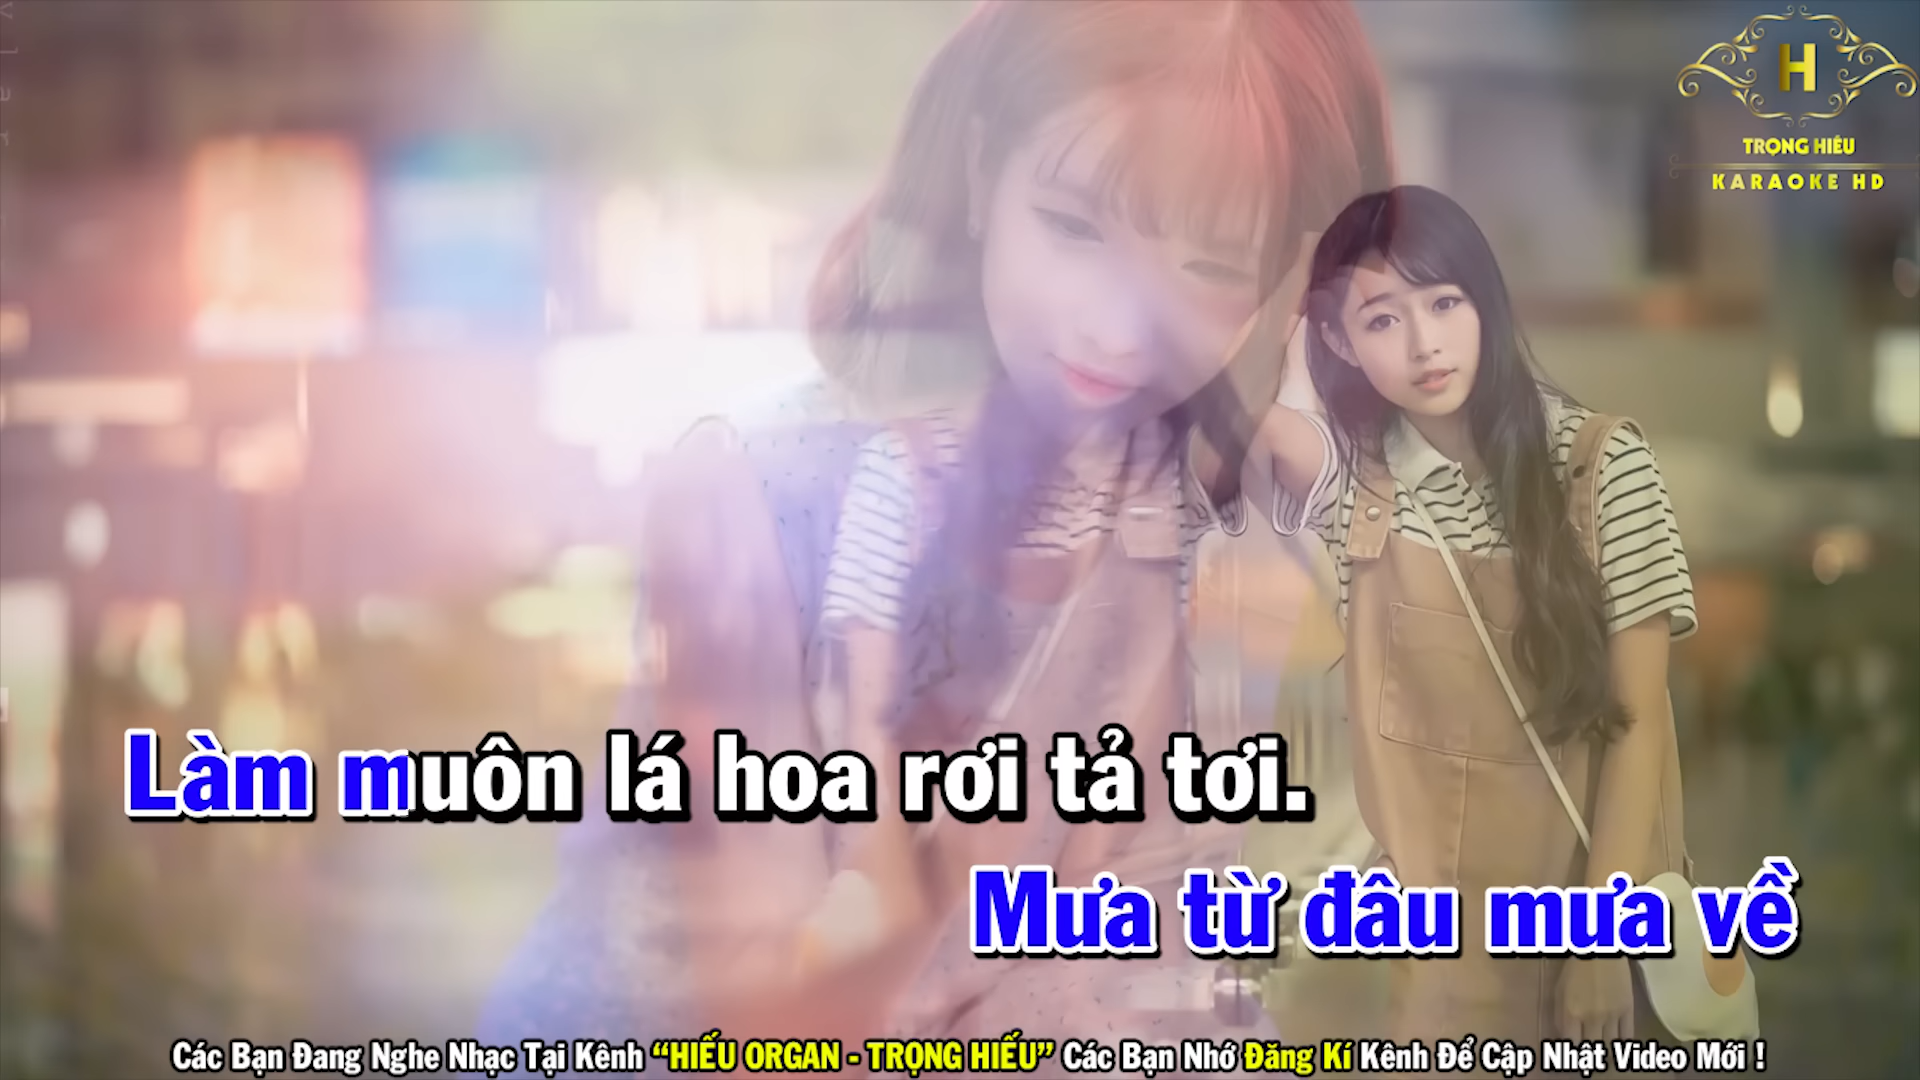 H
TRỌNG HIẾU
KARAOKE HD
Làm muôn lá hoa rơi tả tơi.
Mưa từ đâu mưa về
Các Bạn Đang Nghe Nhạc Tại Kênh “HIẾU ORGAN - TRỌNG HIẾU” Các Bạn Nhớ Đăng Kí Kênh Để Cập Nhật Video Mới !